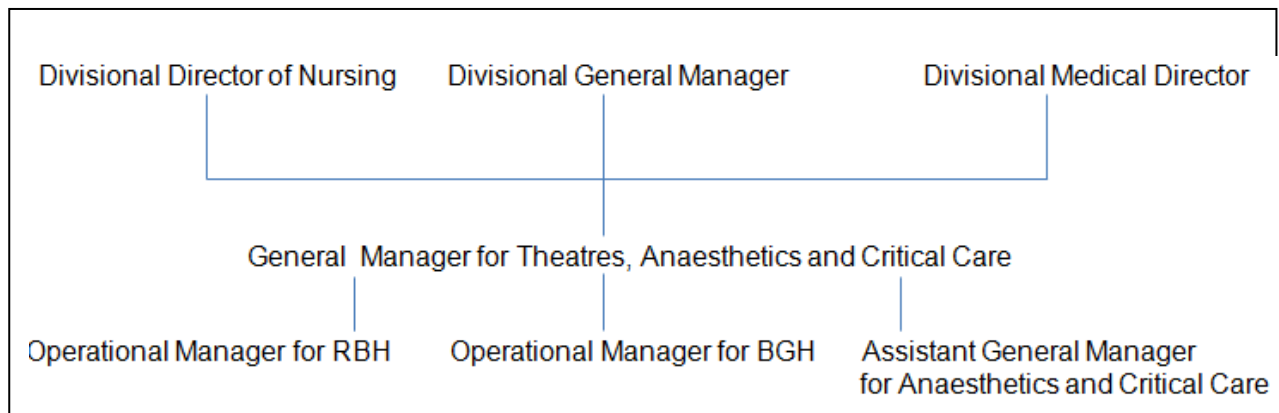 Divisional Director of Nursing
Divisional General Manager
Divisional Medical Director
General Manager for Theatres, Anaesthetics and Critical Care
Operational Manager for RBH
Operational Manager for BGH
Assistant General Manager
for Anaesthetics and Critical Care